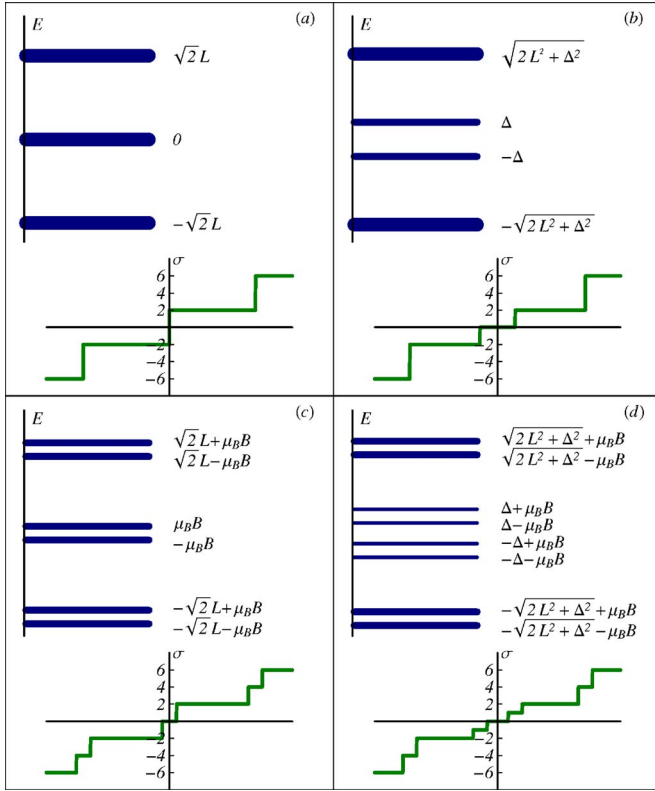 E
(a)
√2 L
0
−√2 L
σ
6
4
2
−2
−4
−6
E
(b)
√2 L² + Δ²
Δ
−Δ
−√2 L² + Δ²
σ
6
4
2
−2
−4
−6
E
(c)
√2 L+μ_B B
√2 L−μ_B B
μ_B B
−μ_B B
−√2 L+μ_B B
−√2 L−μ_B B
σ
6
4
2
−2
−4
−6
E
(d)
√2 L² + Δ² +μ_B B
√2 L² + Δ² −μ_B B
Δ+μ_B B
Δ−μ_B B
−Δ+μ_B B
−Δ−μ_B B
−√2 L² + Δ² +μ_B B
−√2 L² + Δ² −μ_B B
σ
6
4
2
−2
−4
−6